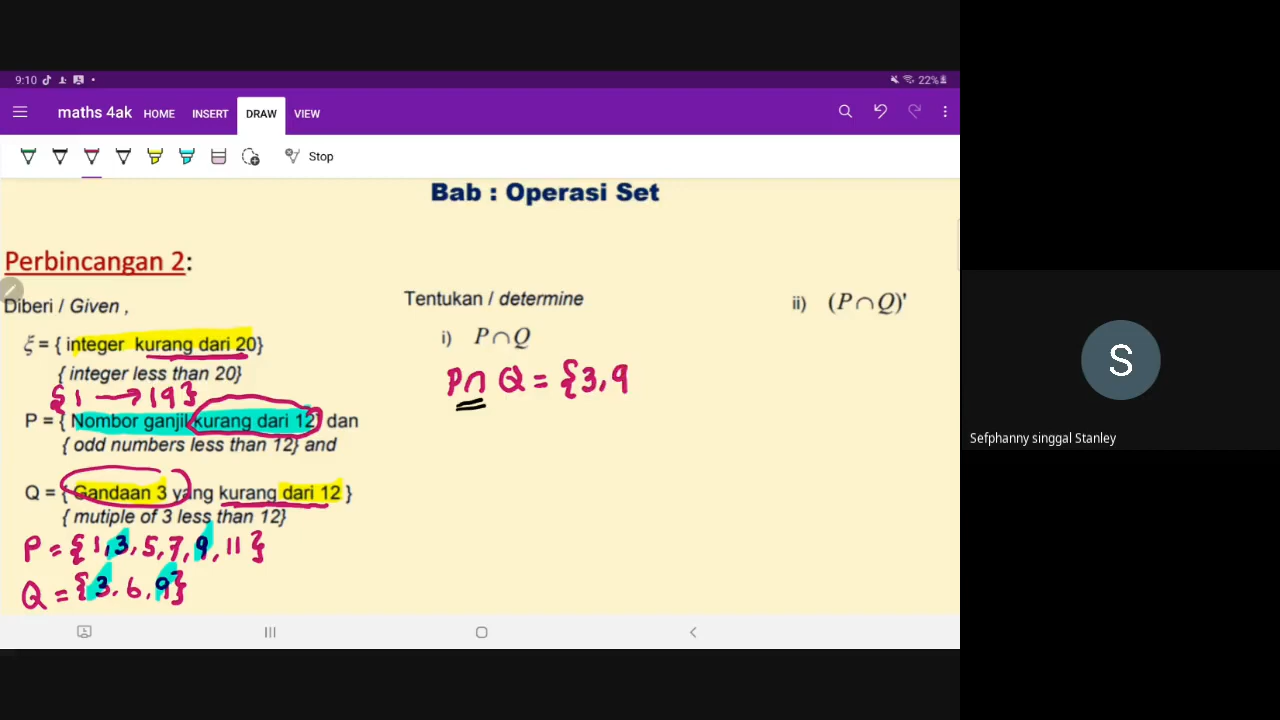 9:10
22%
maths 4ak
HOME
INSERT
DRAW
VIEW
Stop
Bab : Operasi Set
Perbincangan 2:
Diberi / Given ,
ξ = { integer kurang dari 20}
{ integer less than 20}
{1 → 19}
P = { Nombor ganjil kurang dari 12} dan
{ odd numbers less than 12} and
Q = { Gandaan 3 yang kurang dari 12 }
{ mutiple of 3 less than 12}
P = {1, 3, 5, 7, 9, 11}
Q = {3, 6, 9}
Tentukan / determine
i) P∩Q
P∩ Q = {3, 9
ii) (P∩Q)'
S
Sefphanny singgal Stanley